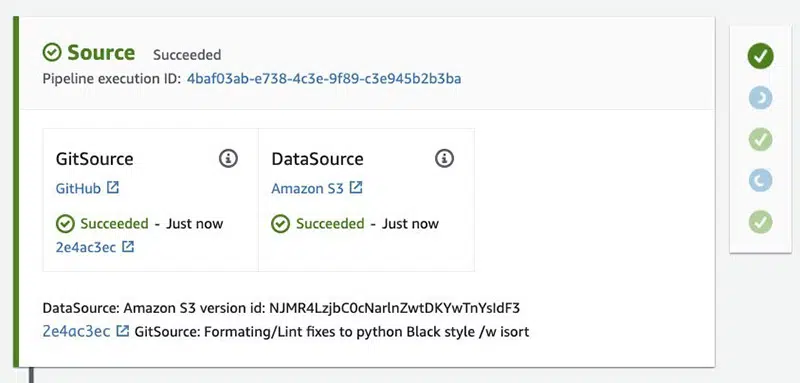 Source Succeeded
Pipeline execution ID: 4baf03ab-e738-4c3e-9f89-c3e945b2b3ba
GitSource
GitHub
Succeeded - Just now
2e4ac3ec
DataSource
Amazon S3
Succeeded - Just now
DataSource: Amazon S3 version id: NJMR4LzjbC0cNarlnZwtDKYwTnYsIdF3
2e4ac3ec GitSource: Formating/Lint fixes to python Black style /w isort